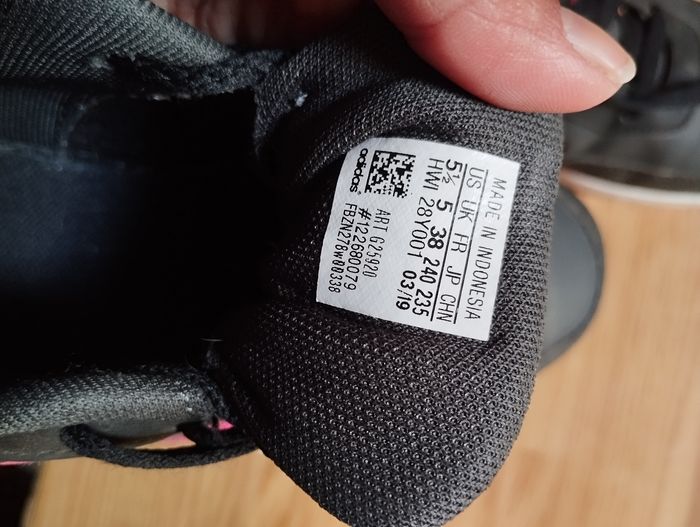 MADE IN INDONESIA
US UK FR JP CHN
5½ 5 38 240 235
HWI 28Y001 03/19
ART G25920
#122680079
FBZN278W00338
adidas